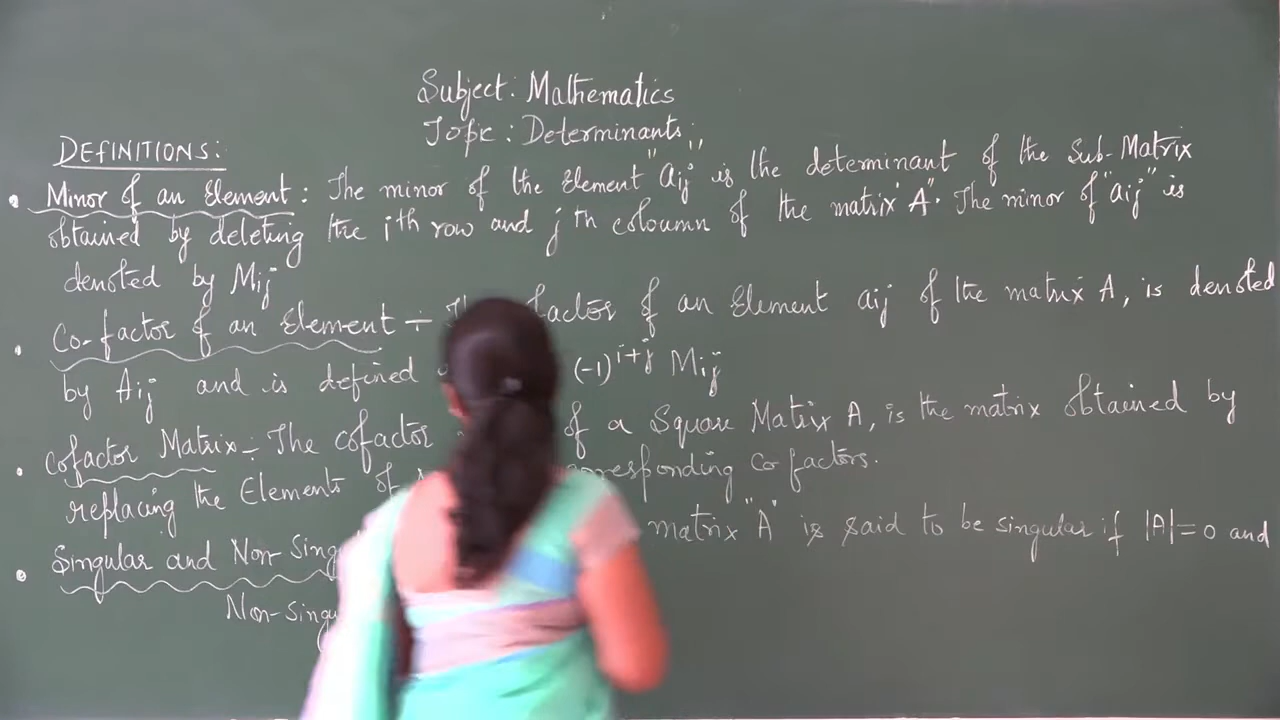 Subject: Mathematics
Topic: Determinants
DEFINITIONS:
• Minor of an Element: The minor of the Element "aij" is the determinant of the Sub-Matrix
obtained by deleting the ith row and jth coloumn of the matrix "A". The minor of "aij" is
denoted by Mij
• Co-factor of an Element ÷ factor of an Element aij of the matrix A, is denoted
by Aij and is defined (-1)^i+j Mij
• Cofactor Matrix ÷ The cofactor of a Square Matrix A, is the matrix obtained by
replacing the Elements of corresponding cofactors.
• Singular and Non-Sing matrix "A" is said to be singular if |A|=0 and
Non-Singu